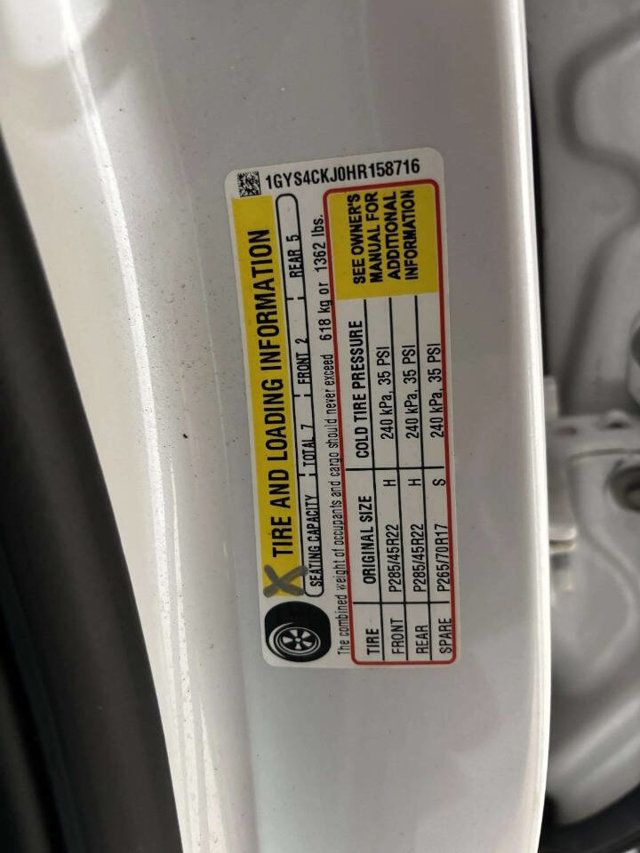 1GYS4CKJ0HR158716
TIRE AND LOADING INFORMATION
SEATING CAPACITY TOTAL 7 FRONT 2 REAR 5
The combined weight of occupants and cargo should never exceed 618 kg or 1362 lbs.
TIRE ORIGINAL SIZE COLD TIRE PRESSURE
FRONT P285/45R22 H 240 kPa, 35 PSI
REAR P285/45R22 H 240 kPa, 35 PSI
SPARE P265/70R17 S 240 kPa, 35 PSI
SEE OWNER'S
MANUAL FOR
ADDITIONAL
INFORMATION